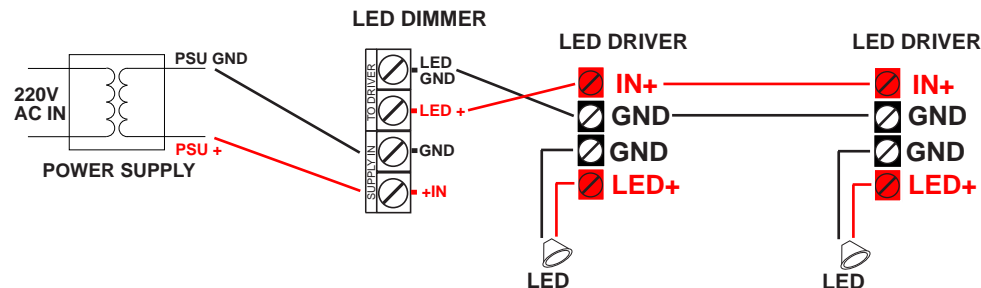 LED DIMMER
LED DRIVER
LED DRIVER
PSU GND
220V
AC IN
PSU +
POWER SUPPLY
TO DRIVER
SUPPLY IN
LED
GND
LED +
GND
+IN
IN+
GND
GND
LED+
LED
IN+
GND
GND
LED+
LED